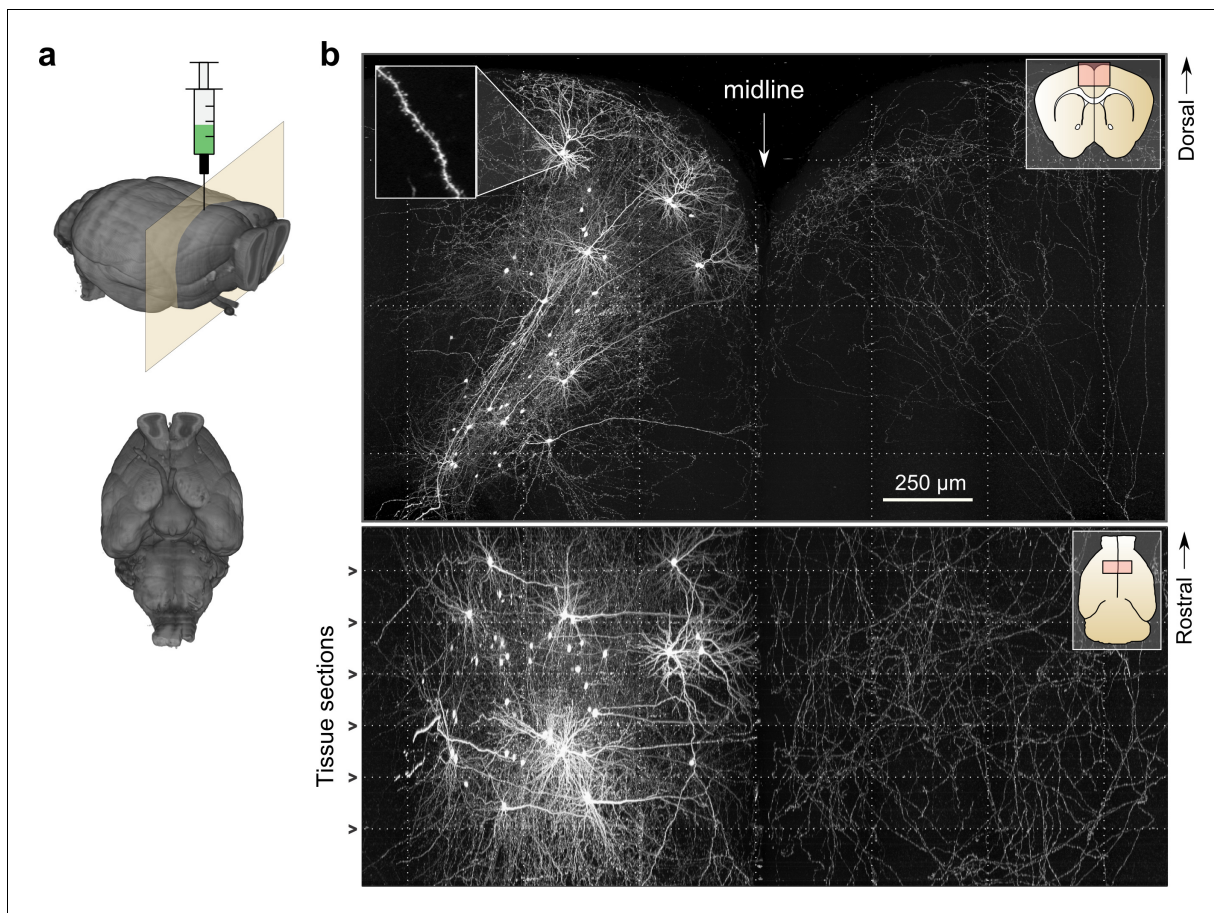 a
b
midline
Dorsal
250 µm
Tissue sections
Rostral